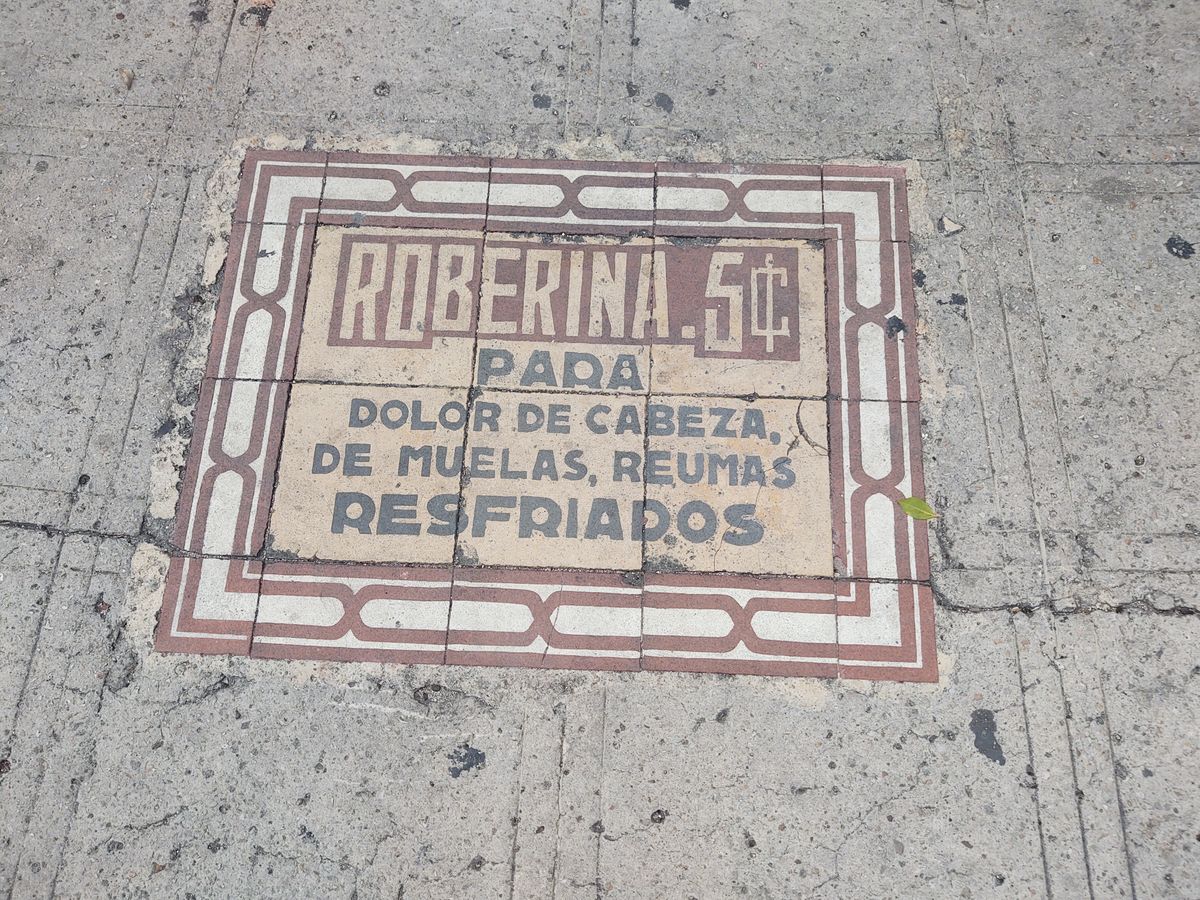 ROBERINA. 5¢
PARA
DOLOR DE CABEZA,
DE MUELAS, REUMAS
RESFRIADOS